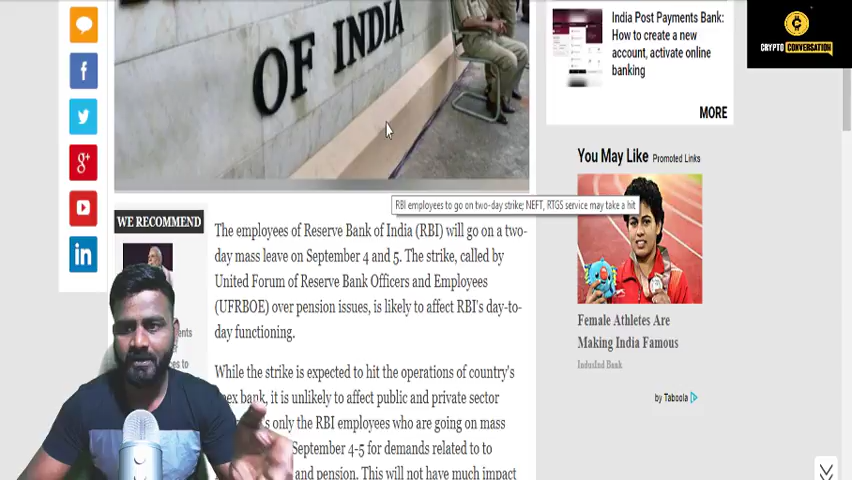 OF INDIA
India Post Payments Bank:
How to create a new
account, activate online
banking
CRYPTO CONVERSATION
MORE
You May Like Promoted Links
RBI employees to go on two-day strike; NEFT, RTGS service may take a hit
WE RECOMMEND
The employees of Reserve Bank of India (RBI) will go on a two-
day mass leave on September 4 and 5. The strike, called by
United Forum of Reserve Bank Officers and Employees
(UFRBOE) over pension issues, is likely to affect RBI's day-to-
day functioning.
While the strike is expected to hit the operations of country's
bank, it is unlikely to affect public and private sector
only the RBI employees who are going on mass
September 4-5 for demands related to to
and pension. This will not have much impact
Female Athletes Are
Making India Famous
IndusInd Bank
by Taboola